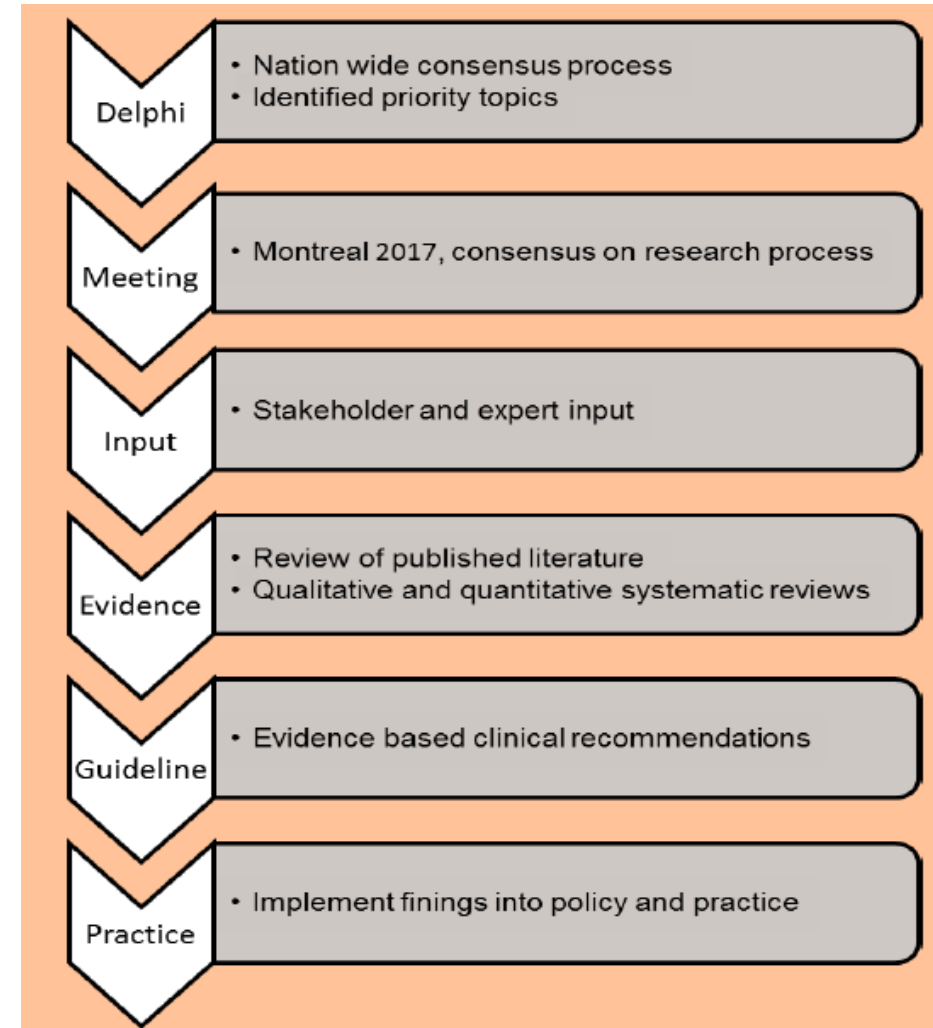 Delphi
• Nation wide consensus process
• Identified priority topics
Meeting
• Montreal 2017, consensus on research process
Input
• Stakeholder and expert input
Evidence
• Review of published literature
• Qualitative and quantitative systematic reviews
Guideline
• Evidence based clinical recommendations
Practice
• Implement finings into policy and practice